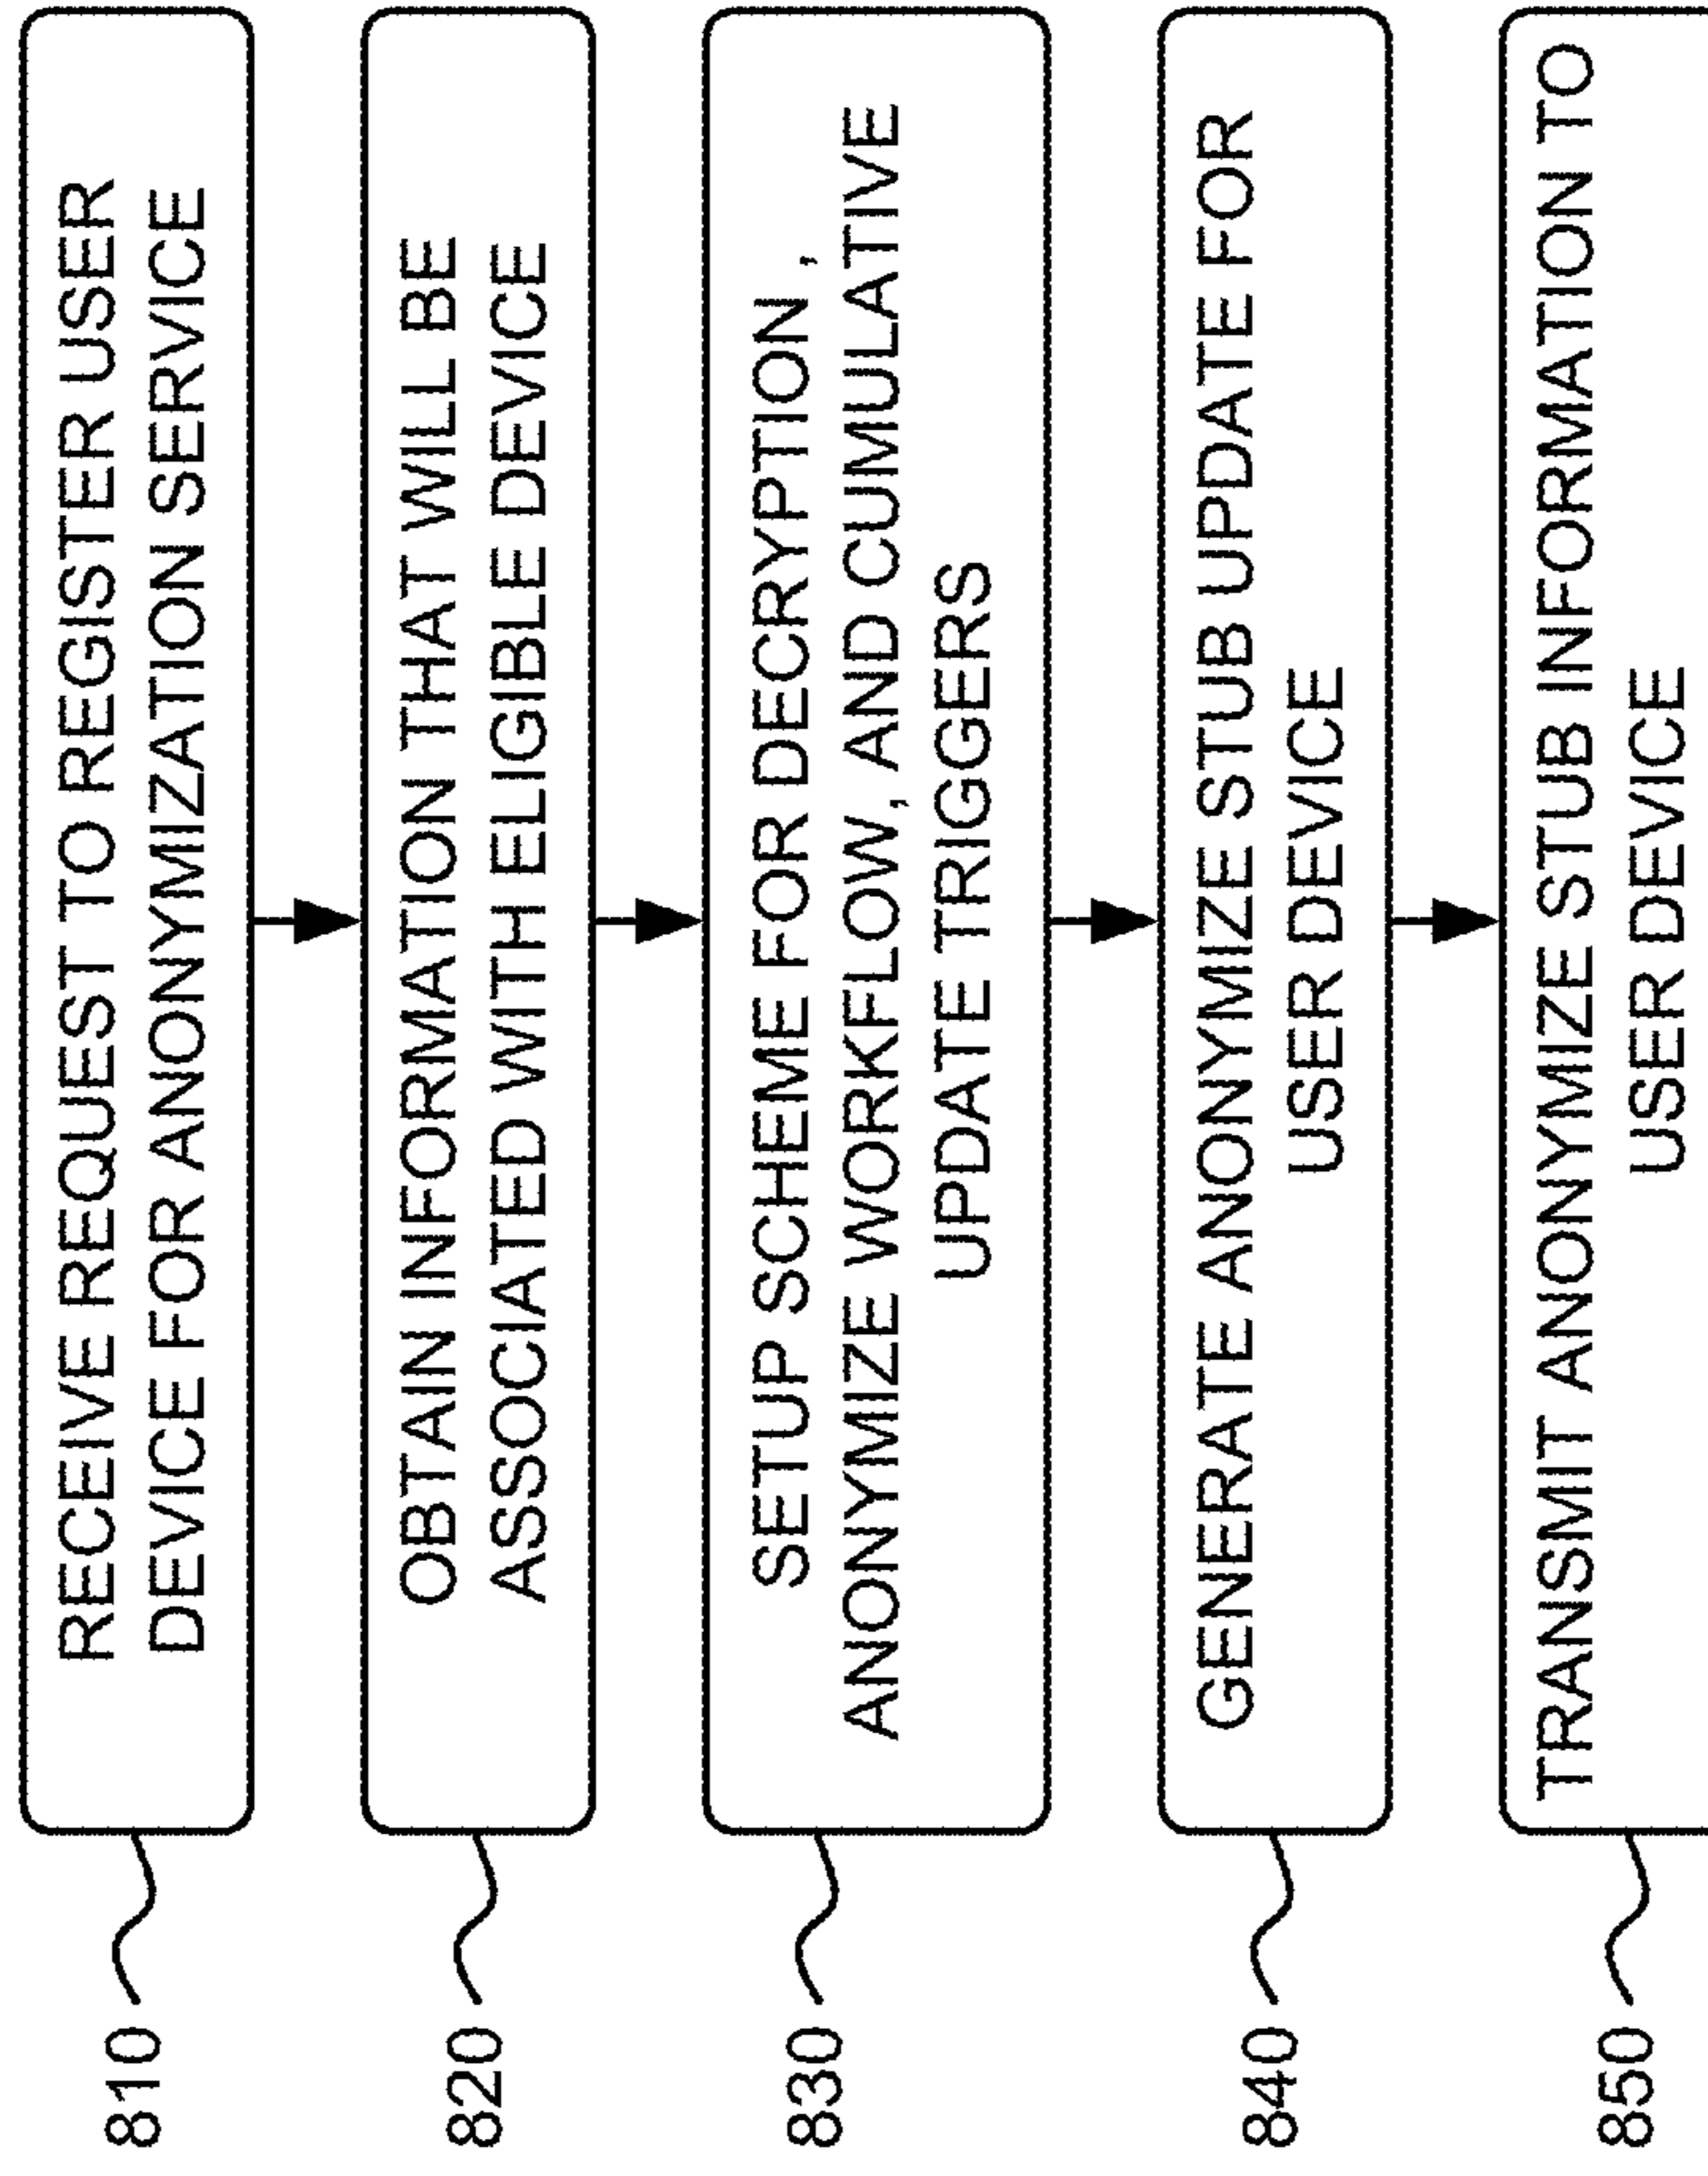 810
RECEIVE REQUEST TO REGISTER USER
DEVICE FOR ANONYMIZATION SERVICE
820
OBTAIN INFORMATION THAT WILL BE
ASSOCIATED WITH ELIGIBLE DEVICE
830
SETUP SCHEME FOR DECRYPTION,
ANONYMIZE WORKFLOW, AND CUMULATIVE
UPDATE TRIGGERS
840
GENERATE ANONYMIZE STUB UPDATE FOR
USER DEVICE
850
TRANSMIT ANONYMIZE STUB INFORMATION TO
USER DEVICE